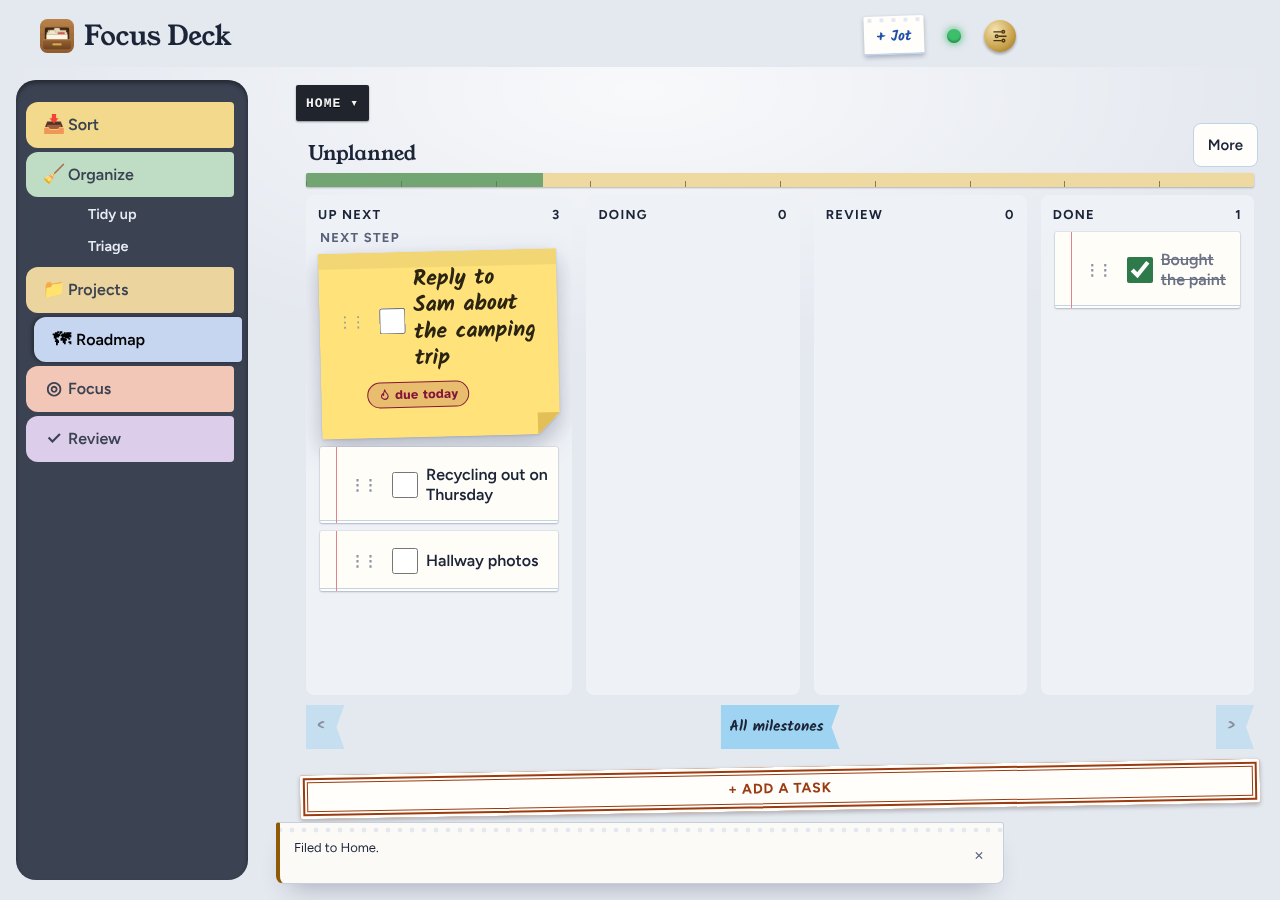 Focus Deck
+ Jot
Sort
Organize
Tidy up
Triage
Projects
Roadmap
Focus
Review
HOME ▾
Unplanned
More
UP NEXT 3
NEXT STEP
Reply to
Sam about
the camping
trip
due today
Recycling out on
Thursday
Hallway photos
DOING 0
REVIEW 0
DONE 1
Bought
the paint
<
All milestones
>
+ ADD A TASK
Filed to Home.
×